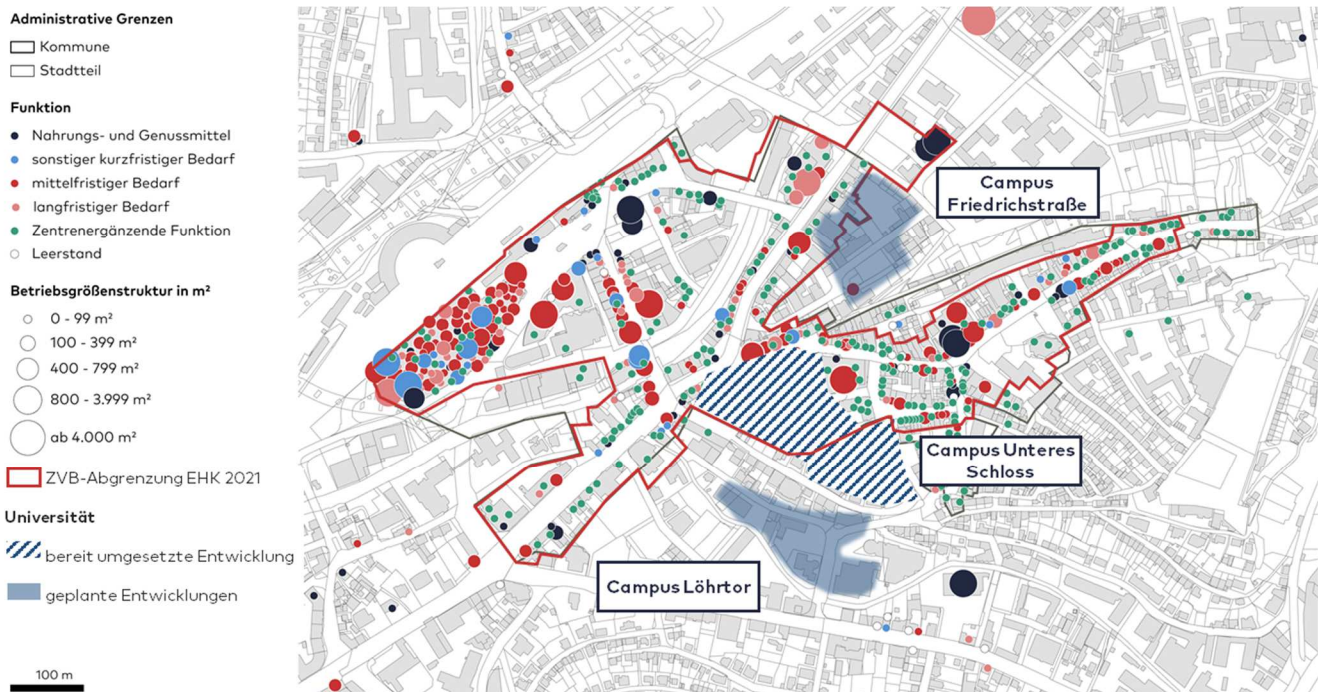 Administrative Grenzen
Kommune
Stadtteil
Funktion
Nahrungs- und Genussmittel
sonstiger kurzfristiger Bedarf
mittelfristiger Bedarf
langfristiger Bedarf
Zentrenergänzende Funktion
Leerstand
Betriebsgrößenstruktur in m²
0 - 99 m²
100 - 399 m²
400 - 799 m²
800 - 3.999 m²
ab 4.000 m²
ZVB-Abgrenzung EHK 2021
Universität
bereit umgesetzte Entwicklung
geplante Entwicklungen
100 m
Campus
Friedrichstraße
Campus Unteres
Schloss
Campus Löhrtor